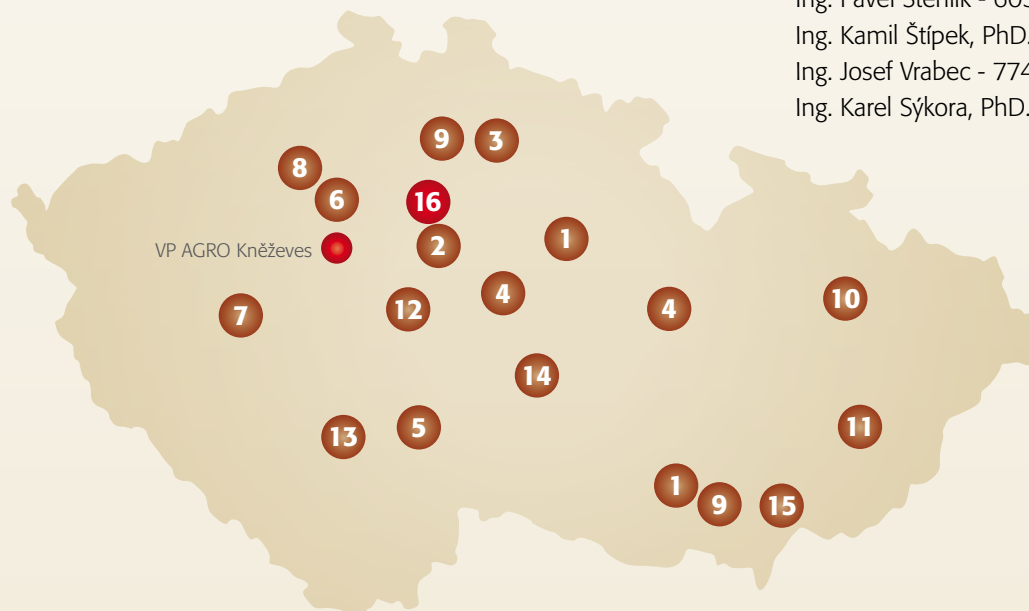 Ing. Kamil Štípek, PhD.
Ing. Josef Vrabec - 774
Ing. Karel Sýkora, PhD.
9 3
8
6 16
VP AGRO Kněževes
2 1
4
7 12 4 10
14
13 5 11
1 9 15